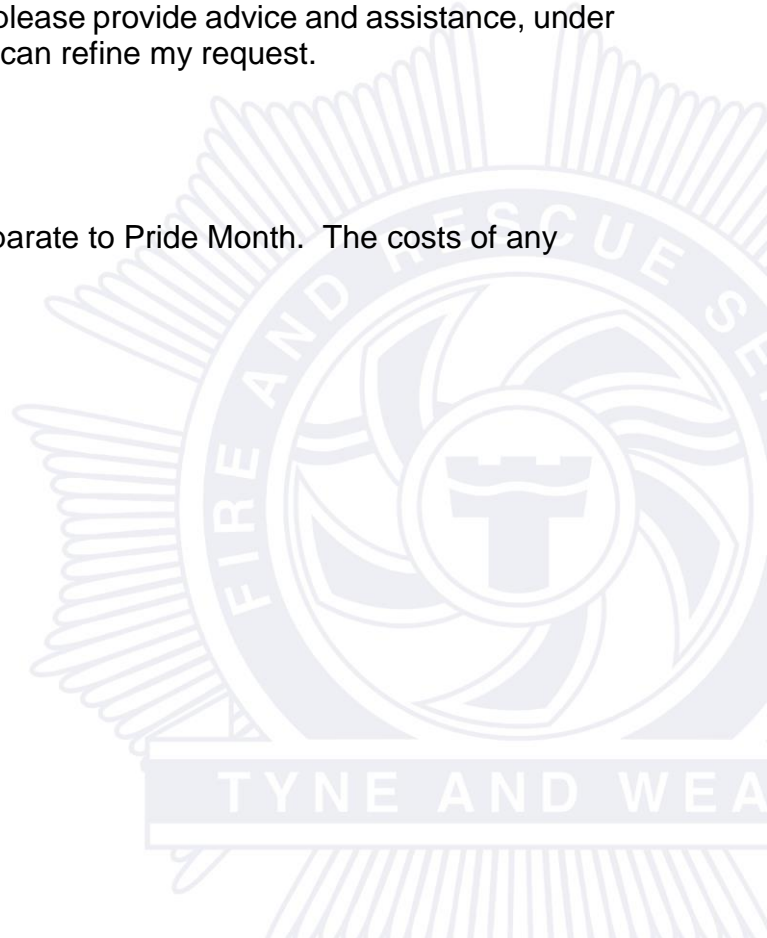 please provide advice and assistance, under
can refine my request.
parate to Pride Month.  The costs of any
FIRE AND RESCUE SE
TYNE AND WEA